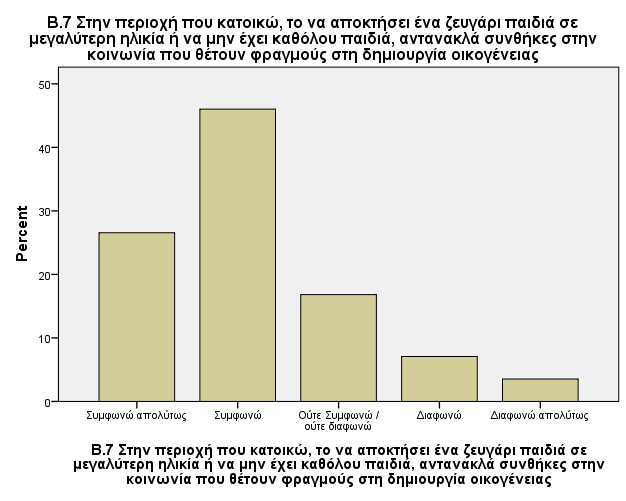 Β.7 Στην περιοχή που κατοικώ, το να αποκτήσει ένα ζευγάρι παιδιά σε
μεγαλύτερη ηλικία ή να μην έχει καθόλου παιδιά, αντανακλά συνθήκες στην
κοινωνία που θέτουν φραγμούς στη δημιουργία οικογένειας
50
40
30
20
10
0
Percent
Συμφωνώ απολύτως
Συμφωνώ
Ούτε Συμφωνώ /
ούτε διαφωνώ
Διαφωνώ
Διαφωνώ απολύτως
Β.7 Στην περιοχή που κατοικώ, το να αποκτήσει ένα ζευγάρι παιδιά σε
μεγαλύτερη ηλικία ή να μην έχει καθόλου παιδιά, αντανακλά συνθήκες στην
κοινωνία που θέτουν φραγμούς στη δημιουργία οικογένειας